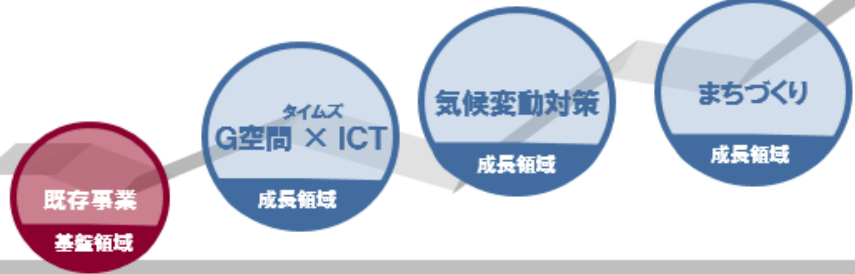 既存事業
基盤領域
タイムズ
G空間 × ICT
成長領域
気候変動対策
成長領域
まちづくり
成長領域